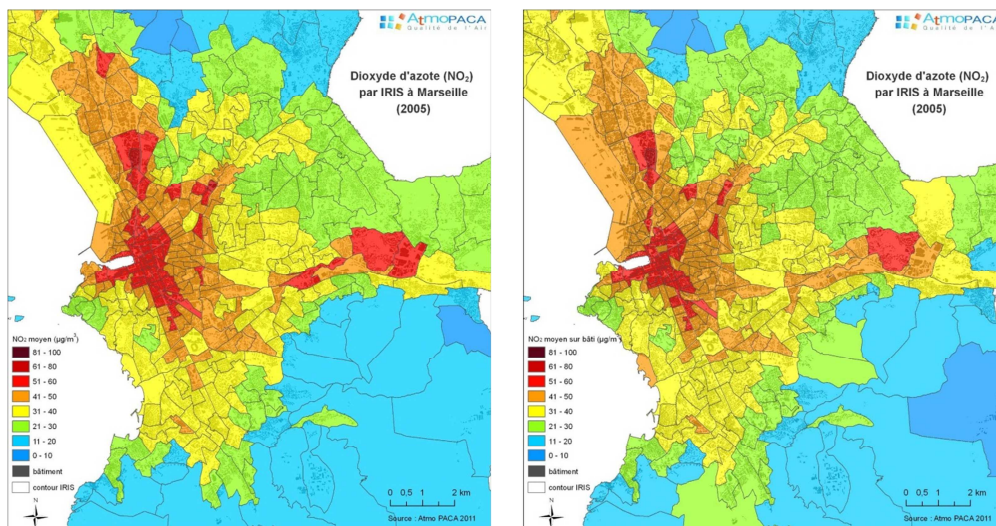 AtmoPACA
Qualité de l'Air
Dioxyde d'azote (NO₂)
par IRIS à Marseille
(2005)
NO₂ moyen (µg/m³)
81 - 100
61 - 80
51 - 60
41 - 50
31 - 40
21 - 30
11 - 20
0 - 10
bâtiment
contour IRIS
N
0 0,5 1 2 km
Source : Atmo PACA 2011
AtmoPACA
Qualité de l'Air
Dioxyde d'azote (NO₂)
par IRIS à Marseille
(2005)
NO₂ moyen sur bâti (µg/m³)
81 - 100
61 - 80
51 - 60
41 - 50
31 - 40
21 - 30
11 - 20
0 - 10
bâtiment
contour IRIS
N
0 0,5 1 2 km
Source : Atmo PACA 2011